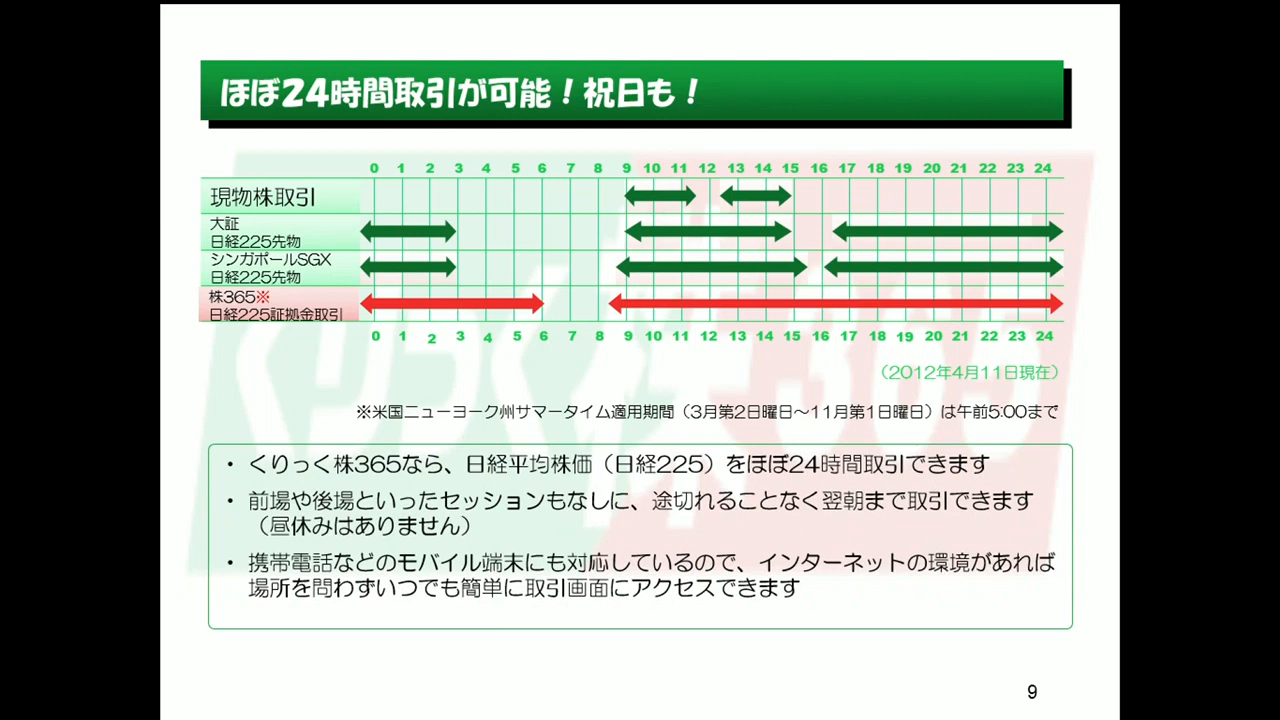 ほぼ24時間取引が可能！祝日も！
0 1 2 3 4 5 6 7 8 9 10 11 12 13 14 15 16 17 18 19 20 21 22 23 24
現物株取引
大証
日経225先物
シンガポールSGX
日経225先物
株365※
日経225証拠金取引
0 1 2 3 4 5 6 7 8 9 10 11 12 13 14 15 16 17 18 19 20 21 22 23 24
（2012年4月11日現在）
※米国ニューヨーク州サマータイム適用期間（3月第2日曜日～11月第1日曜日）は午前5:00まで
・ くりっく株365なら、日経平均株価（日経225）をほぼ24時間取引できます
・ 前場や後場といったセッションもなしに、途切れることなく翌朝まで取引できます
（昼休みはありません）
・ 携帯電話などのモバイル端末にも対応しているので、インターネットの環境があれば
場所を問わずいつでも簡単に取引画面にアクセスできます
くりっく株365
9